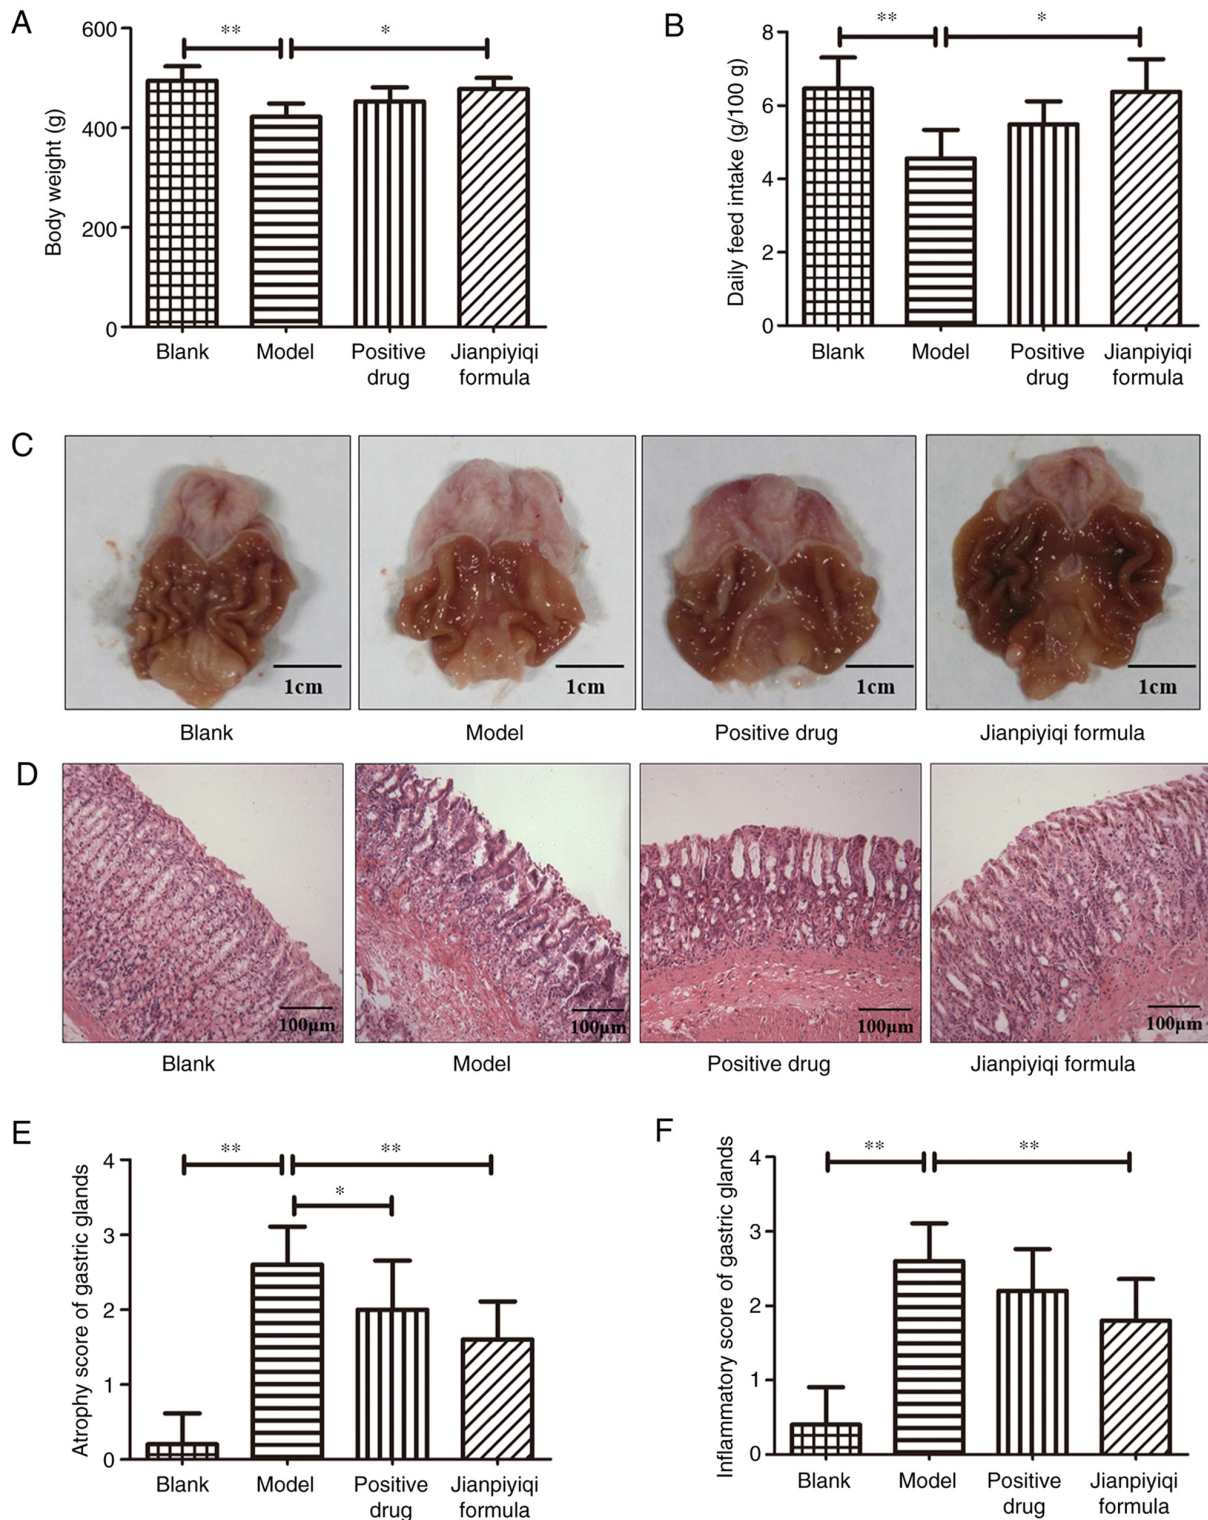 A
Body weight (g)
600
400
200
0
** *
Blank Model Positive drug Jianpiyiqi formula
B
Daily feed intake (g/100 g)
8
6
4
2
0
** *
Blank Model Positive drug Jianpiyiqi formula
C
1cm 1cm 1cm 1cm
Blank Model Positive drug Jianpiyiqi formula
D
100μm 100μm 100μm 100μm
Blank Model Positive drug Jianpiyiqi formula
E
Atrophy score of gastric glands
4
3
2
1
0
** **
*
Blank Model Positive drug Jianpiyiqi formula
F
Inflammatory score of gastric glands
4
3
2
1
0
** **
Blank Model Positive drug Jianpiyiqi formula